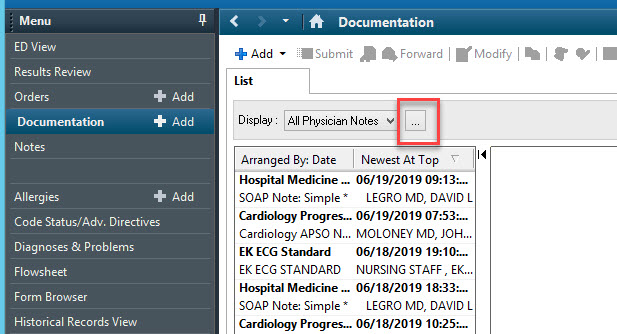 Menu
ED View
Results Review
Orders + Add
Documentation + Add
Notes
Allergies + Add
Code Status/Adv. Directives
Diagnoses & Problems
Flowsheet
Form Browser
Historical Records View
Documentation
+ Add Submit Forward Modify
List
Display : All Physician Notes ...
Arranged By: Date Newest At Top
Hospital Medicine ... 06/19/2019 09:13:...
SOAP Note: Simple * LEGRO MD, DAVID L
Cardiology Progres... 06/19/2019 07:53:...
Cardiology APSO N... MOLONEY MD, JOH...
EK ECG Standard 06/18/2019 19:10:...
EK ECG STANDARD NURSING STAFF , EK...
Hospital Medicine ... 06/18/2019 18:33:...
SOAP Note: Simple * LEGRO MD, DAVID L
Cardiology Progres... 06/18/2019 10:25:...